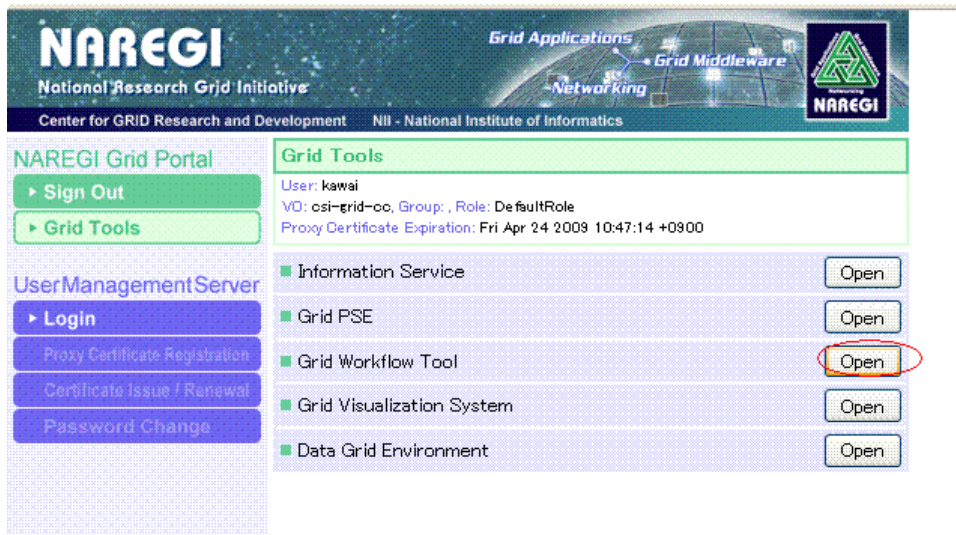 NAREGI
National Research Grid Initiative
Grid Applications
Grid Middleware
Networking
NAREGI
Center for GRID Research and Development NII - National Institute of Informatics
NAREGI Grid Portal
Sign Out
Grid Tools
UserManagementServer
Login
Proxy Certificate Registration
Certificate Issue / Renewal
Password Change
Grid Tools
User: kawai
VO: csi-grid-cc, Group: , Role: DefaultRole
Proxy Certificate Expiration: Fri Apr 24 2009 10:47:14 +0900
Information Service Open
Grid PSE Open
Grid Workflow Tool Open
Grid Visualization System Open
Data Grid Environment Open